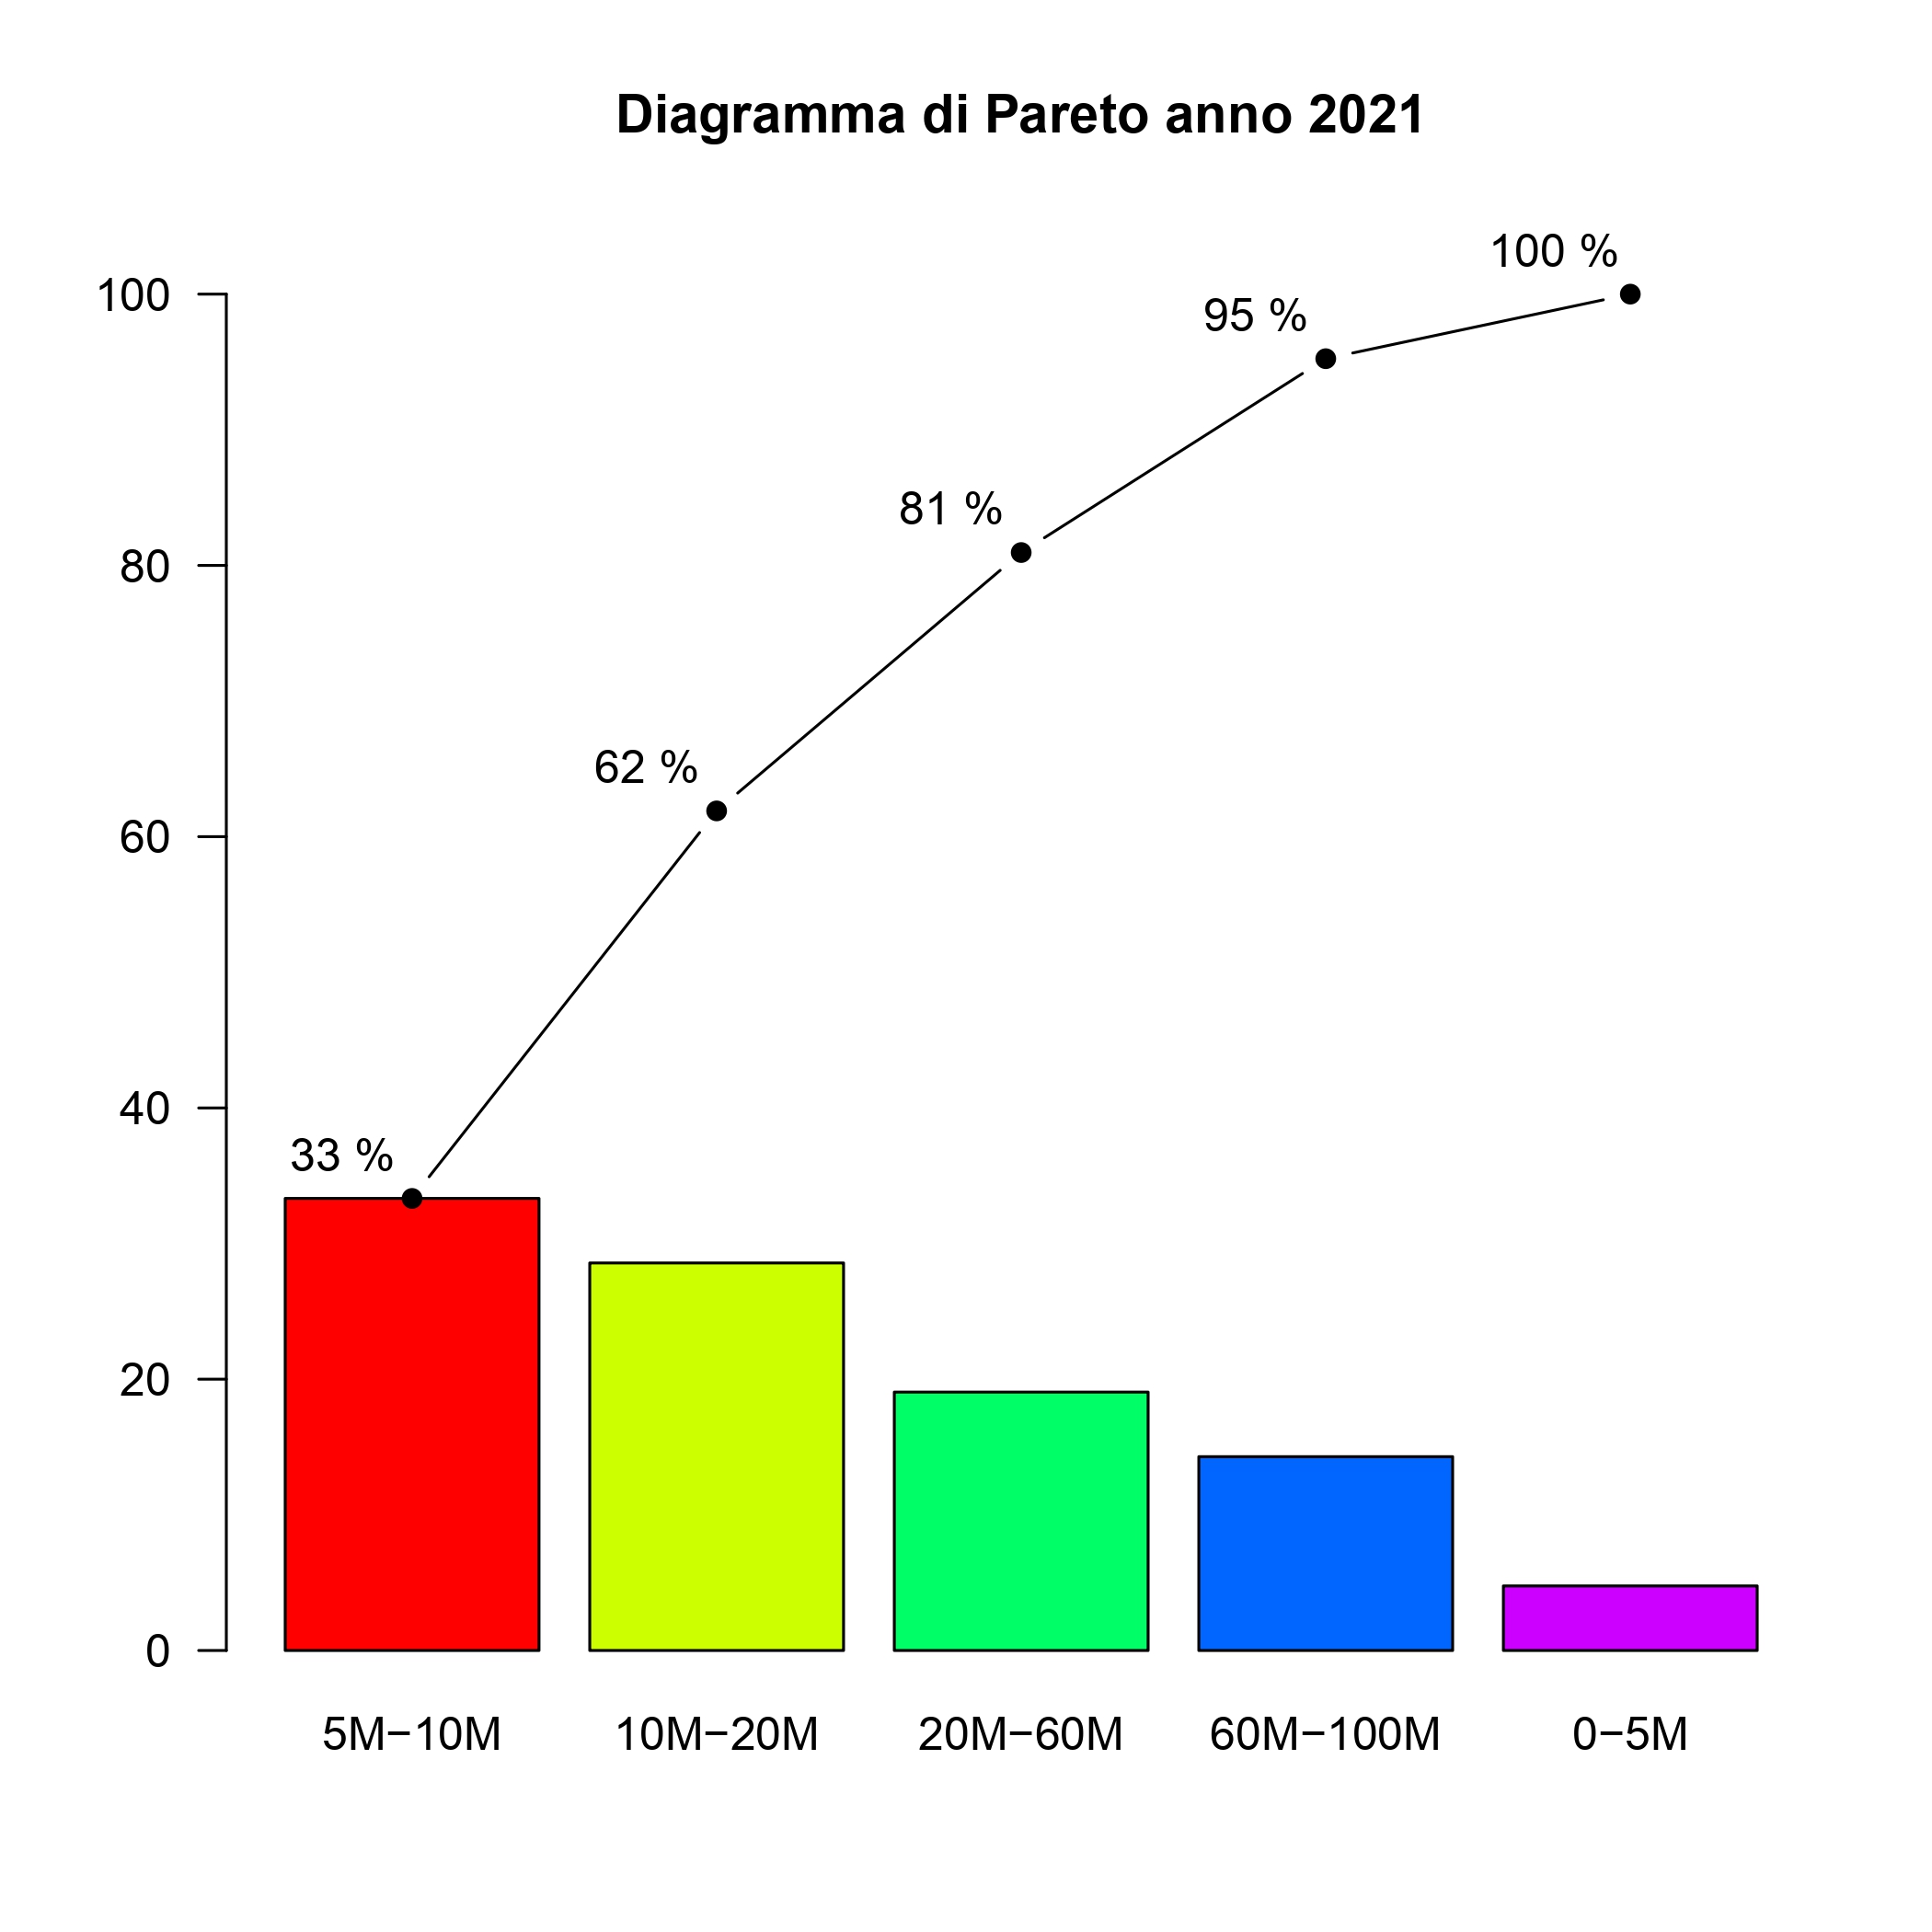 Diagramma di Pareto anno 2021
100 %
95 %
81 %
62 %
33 %
100
80
60
40
20
0
5M−10M
10M−20M
20M−60M
60M−100M
0−5M